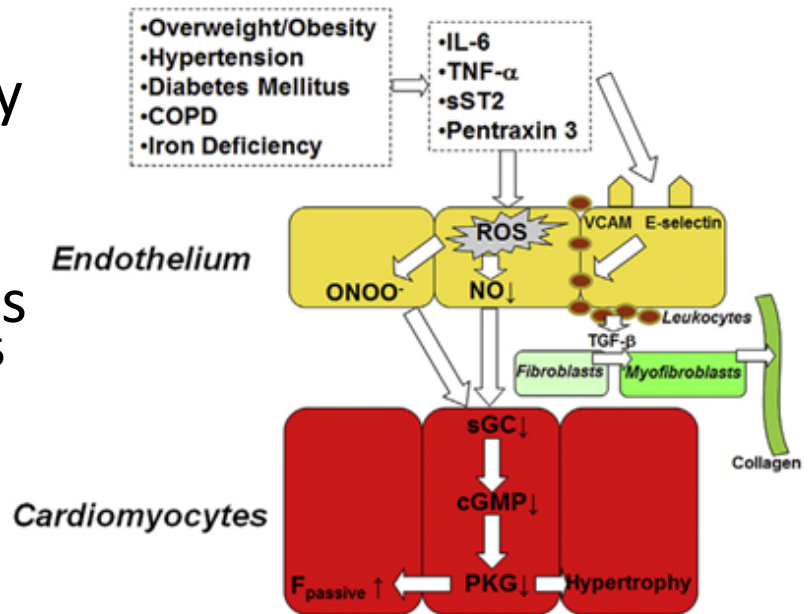 •Overweight/Obesity
•Hypertension
•Diabetes Mellitus
•COPD
•Iron Deficiency
•IL-6
•TNF-α
•sST2
•Pentraxin 3
y
s
s
Endothelium
ROS
ONOO-
NO↓
VCAM
E-selectin
Leukocytes
TGF-β
Fibroblasts
Myofibroblasts
Collagen
Cardiomyocytes
sGC↓
cGMP↓
PKG↓
Fpassive ↑
Hypertrophy